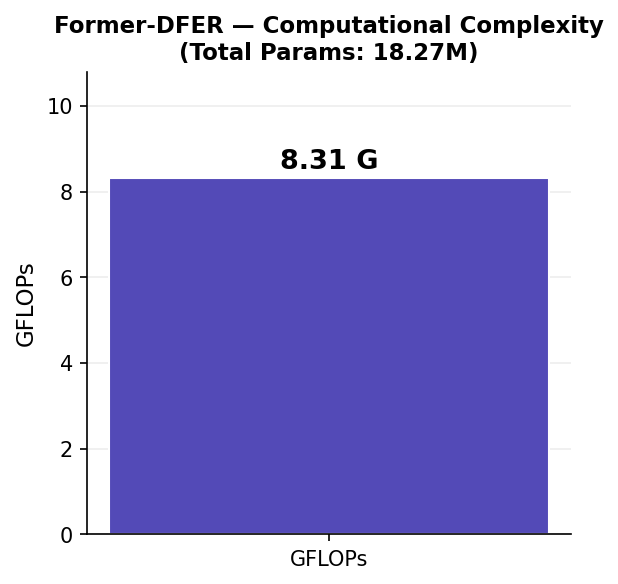 Former-DFER — Computational Complexity
(Total Params: 18.27M)
10
8.31 G
8
6
GFLOPs
4
2
0
GFLOPs